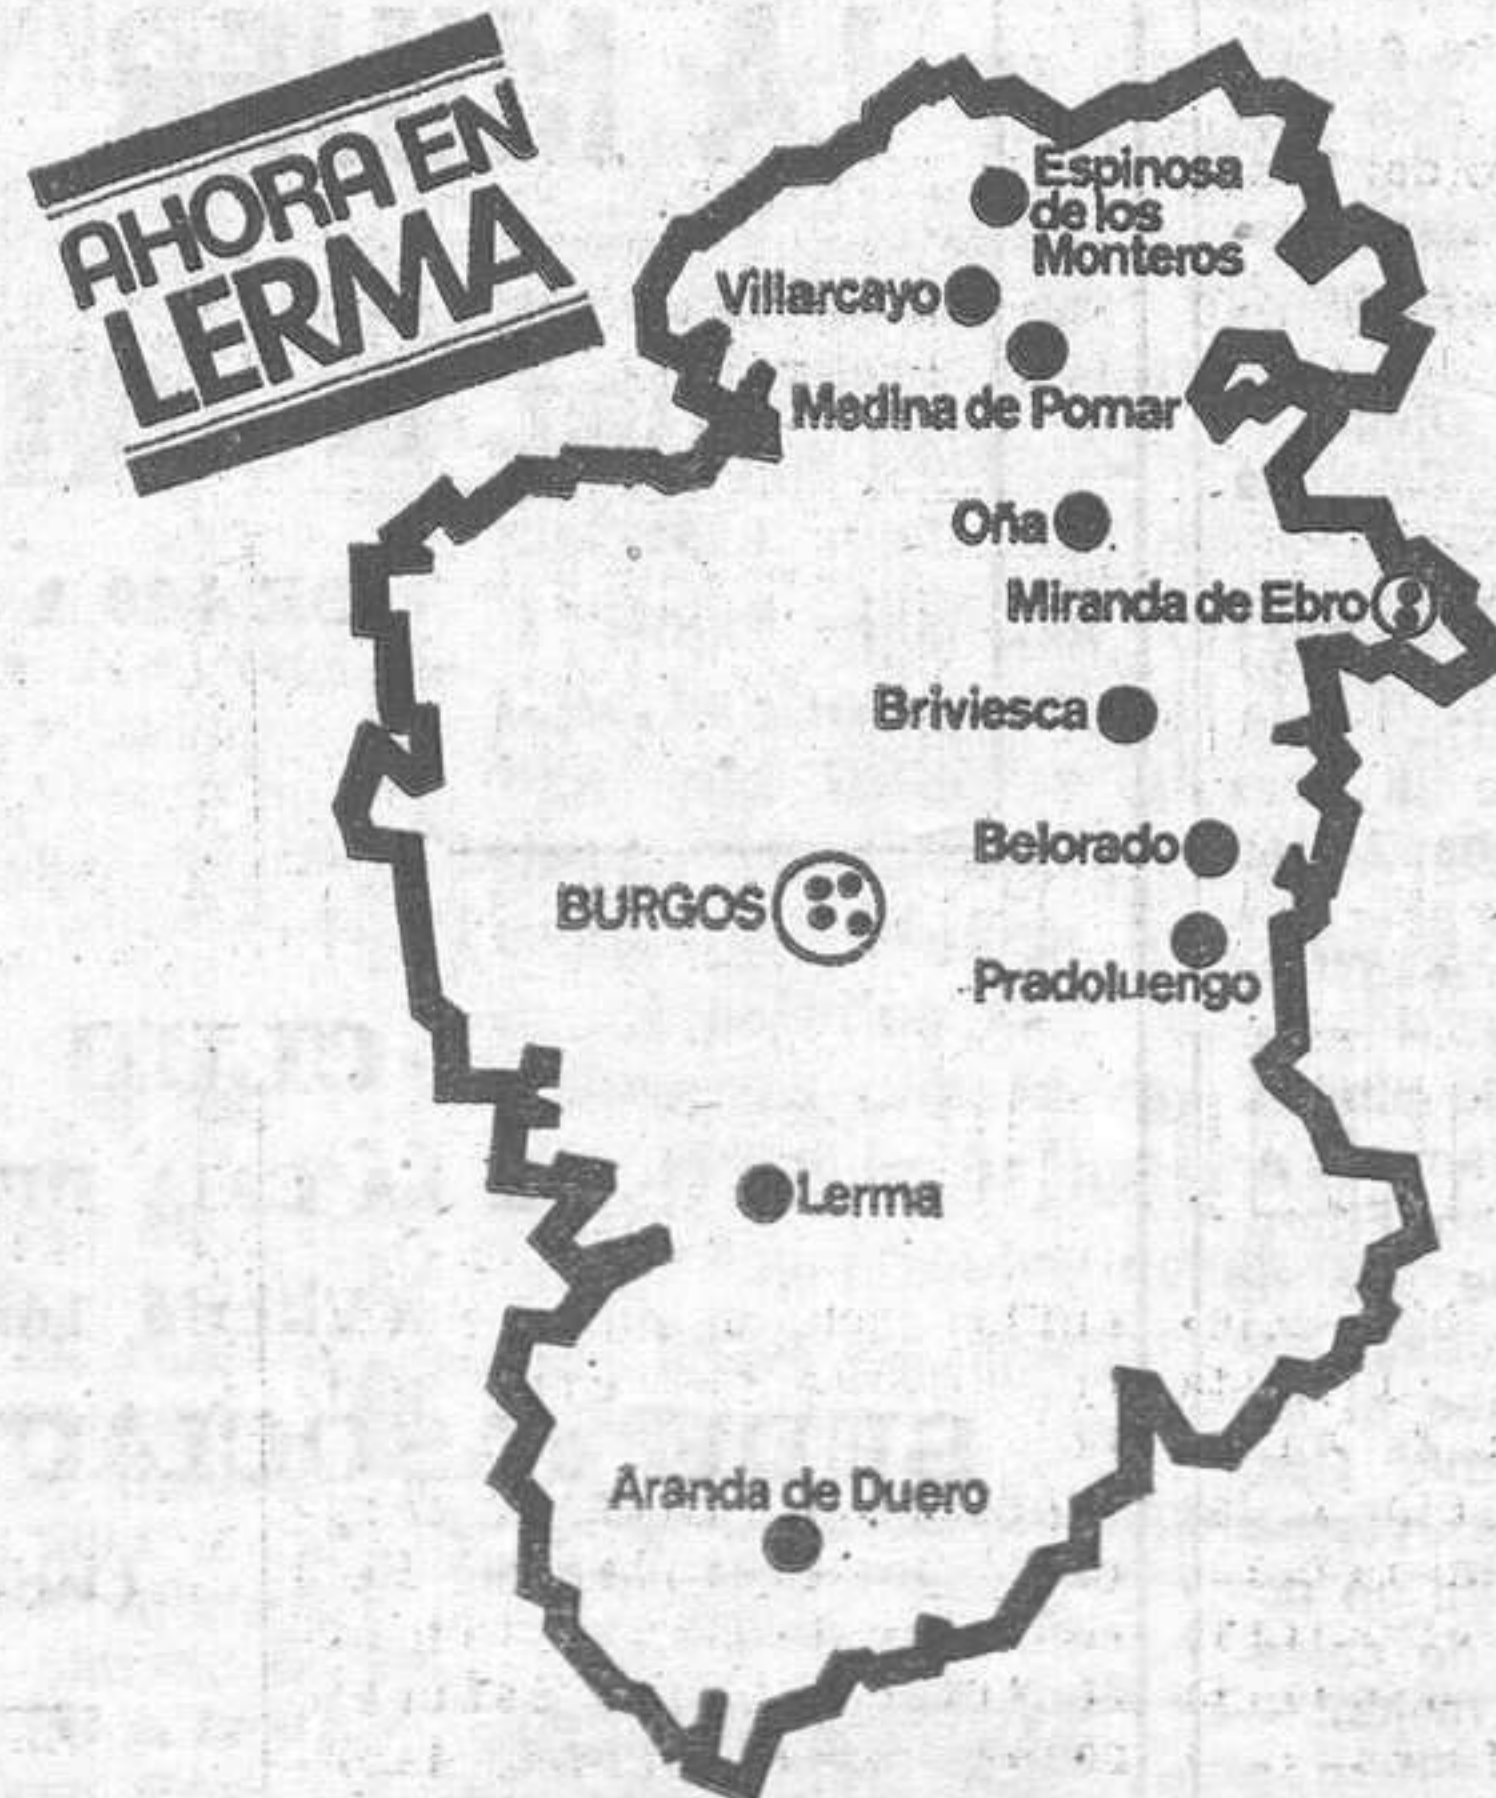 AHORA EN
LERMA
Espinosa
de los
Monteros
Villarcayo
Medina de Pomar
Oña
Miranda de Ebro
Briviesca
Belorado
BURGOS
Pradoluengo
Lerma
Aranda de Duero